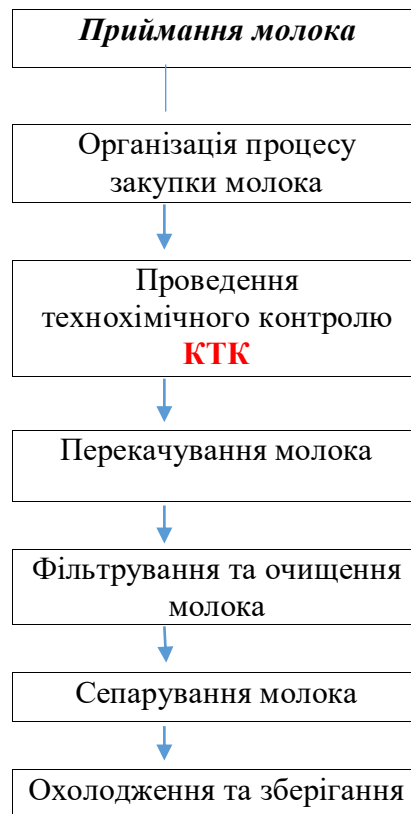 Приймання молока
Організація процесу
закупки молока
Проведення
технохімічного контролю
КТК
Перекачування молока
Фільтрування та очищення
молока
Сепарування молока
Охолодження та зберігання